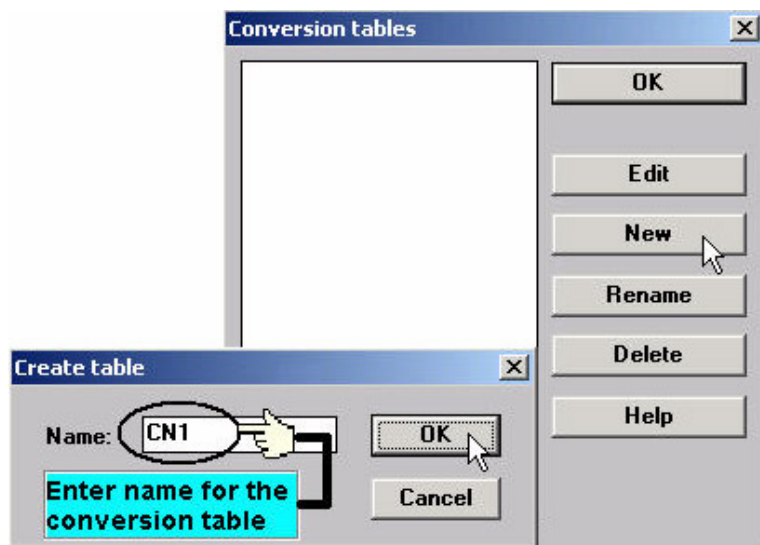 Conversion tables
OK
Edit
New
Rename
Delete
Help
Create table
Name: CN1
OK
Cancel
Enter name for the
conversion table